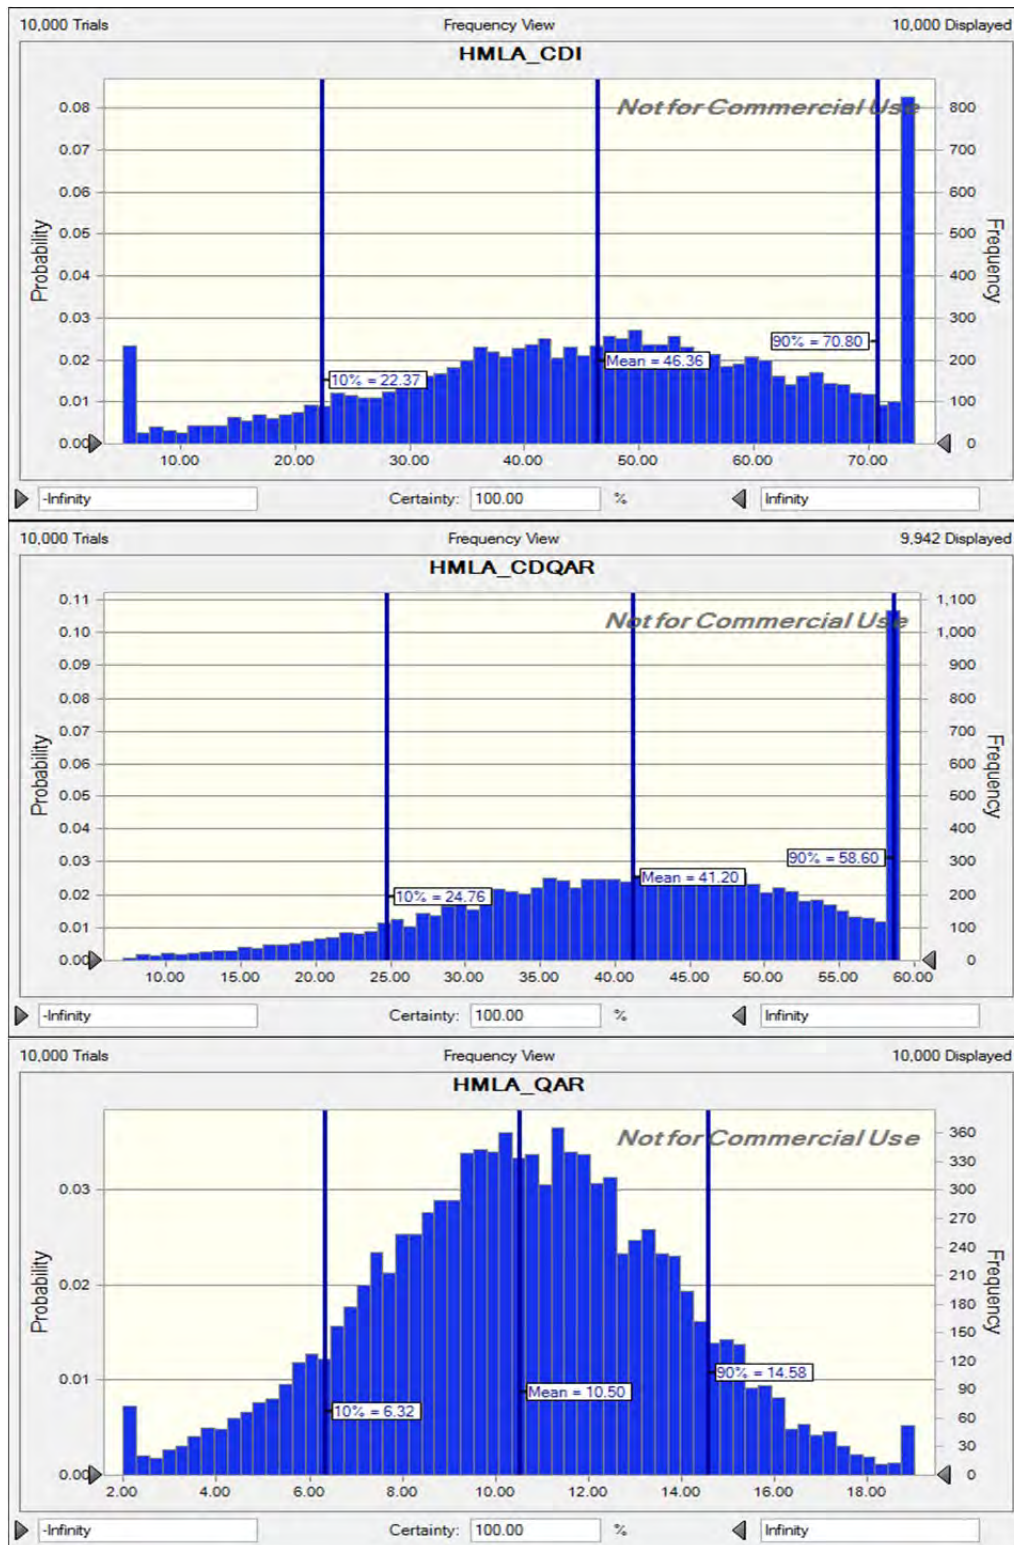 10,000 Trials Frequency View 10,000 Displayed
HMLA_CDI
Not for Commercial Use
0.08 800
0.07 700
0.06 600
0.05 500
0.04 400
0.03 300
0.02 200
0.01 100
0.00 0
Probability
Frequency
90% = 70.80
Mean = 46.36
10% = 22.37
10.00 20.00 30.00 40.00 50.00 60.00 70.00
-Infinity Certainty: 100.00 % Infinity
10,000 Trials Frequency View 9,942 Displayed
HMLA_CDQAR
Not for Commercial Use
0.11 1,100
0.10 1,000
0.09 900
0.08 800
0.07 700
0.06 600
0.05 500
0.04 400
0.03 300
0.02 200
0.01 100
0.00 0
Probability
Frequency
90% = 58.60
Mean = 41.20
10% = 24.76
10.00 15.00 20.00 25.00 30.00 35.00 40.00 45.00 50.00 55.00 60.00
-Infinity Certainty: 100.00 % Infinity
10,000 Trials Frequency View 10,000 Displayed
HMLA_QAR
Not for Commercial Use
360
330
0.03 300
270
240
210
0.02 180
150
120
0.01 90
60
30
0.00 0
Probability
Frequency
90% = 14.58
Mean = 10.50
10% = 6.32
2.00 4.00 6.00 8.00 10.00 12.00 14.00 16.00 18.00
-Infinity Certainty: 100.00 % Infinity